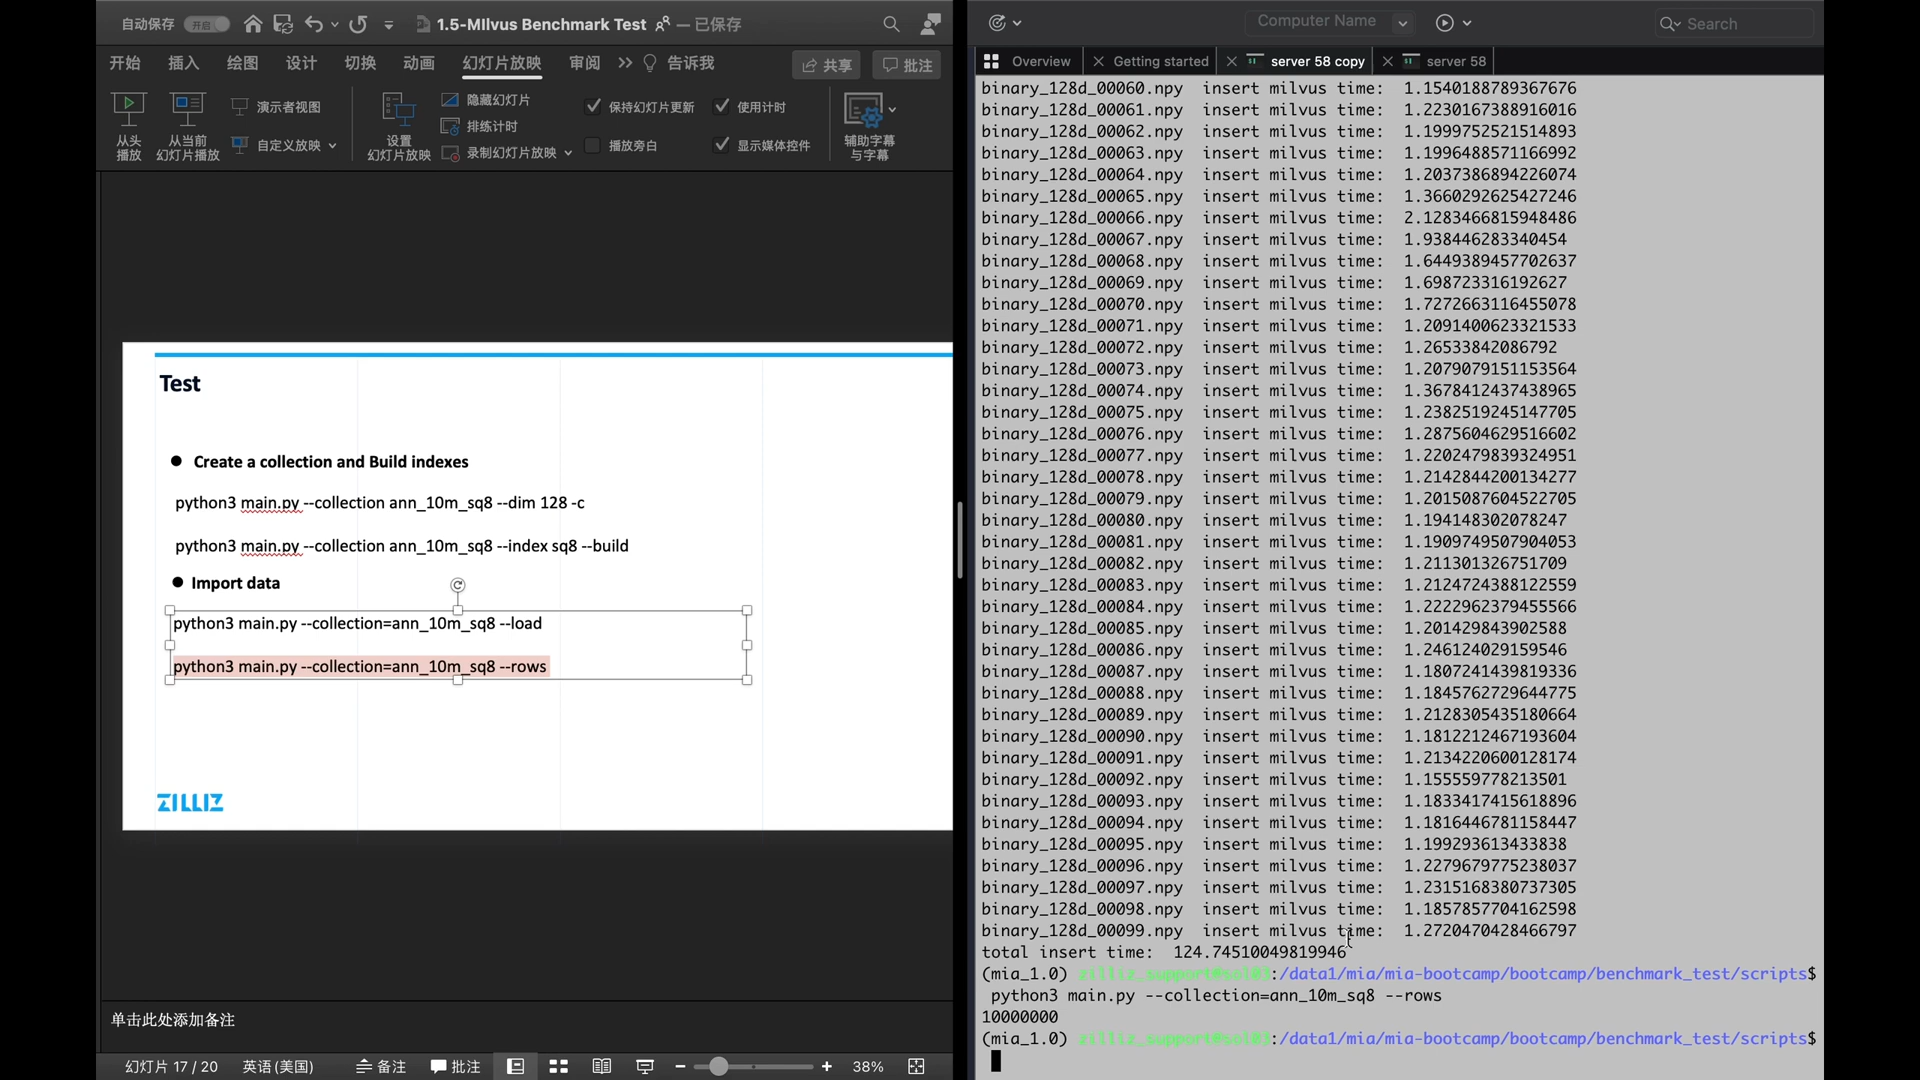 自动保存 开启 1.5-MIlvus Benchmark Test — 已保存
开始 插入 绘图 设计 切换 动画 幻灯片放映 审阅 >> 告诉我 共享 批注
从头播放
从当前幻灯片播放
演示者视图
自定义放映
设置幻灯片放映
隐藏幻灯片
排练计时
录制幻灯片放映
保持幻灯片更新
播放旁白
使用计时
显示媒体控件
辅助字幕与字幕
Test
● Create a collection and Build indexes
python3 main.py --collection ann_10m_sq8 --dim 128 -c
python3 main.py --collection ann_10m_sq8 --index sq8 --build
● Import data
python3 main.py --collection=ann_10m_sq8 --load
python3 main.py --collection=ann_10m_sq8 --rows
ZILLIZ
单击此处添加备注
幻灯片 17 / 20 英语(美国) 备注 批注 38%
Computer Name Search
Overview Getting started server 58 copy server 58
binary_128d_00060.npy insert milvus time: 1.1540188789367676
binary_128d_00061.npy insert milvus time: 1.2230167388916016
binary_128d_00062.npy insert milvus time: 1.1999752521514893
binary_128d_00063.npy insert milvus time: 1.1996488571166992
binary_128d_00064.npy insert milvus time: 1.2037386894226074
binary_128d_00065.npy insert milvus time: 1.3660292625427246
binary_128d_00066.npy insert milvus time: 2.1283466815948486
binary_128d_00067.npy insert milvus time: 1.938446283340454
binary_128d_00068.npy insert milvus time: 1.6449389457702637
binary_128d_00069.npy insert milvus time: 1.698723316192627
binary_128d_00070.npy insert milvus time: 1.7272663116455078
binary_128d_00071.npy insert milvus time: 1.2091400623321533
binary_128d_00072.npy insert milvus time: 1.26533842086792
binary_128d_00073.npy insert milvus time: 1.2079079151153564
binary_128d_00074.npy insert milvus time: 1.3678412437438965
binary_128d_00075.npy insert milvus time: 1.2382519245147705
binary_128d_00076.npy insert milvus time: 1.2875604629516602
binary_128d_00077.npy insert milvus time: 1.2202479839324951
binary_128d_00078.npy insert milvus time: 1.2142844200134277
binary_128d_00079.npy insert milvus time: 1.2015087604522705
binary_128d_00080.npy insert milvus time: 1.194148302078247
binary_128d_00081.npy insert milvus time: 1.1909749507904053
binary_128d_00082.npy insert milvus time: 1.211301326751709
binary_128d_00083.npy insert milvus time: 1.2124724388122559
binary_128d_00084.npy insert milvus time: 1.2222962379455566
binary_128d_00085.npy insert milvus time: 1.201429843902588
binary_128d_00086.npy insert milvus time: 1.246124029159546
binary_128d_00087.npy insert milvus time: 1.1807241439819336
binary_128d_00088.npy insert milvus time: 1.1845762729644775
binary_128d_00089.npy insert milvus time: 1.2128305435180664
binary_128d_00090.npy insert milvus time: 1.1812212467193604
binary_128d_00091.npy insert milvus time: 1.2134220600128174
binary_128d_00092.npy insert milvus time: 1.155559778213501
binary_128d_00093.npy insert milvus time: 1.1833417415618896
binary_128d_00094.npy insert milvus time: 1.1816446781158447
binary_128d_00095.npy insert milvus time: 1.199293613433838
binary_128d_00096.npy insert milvus time: 1.2279679775238037
binary_128d_00097.npy insert milvus time: 1.2315168380737305
binary_128d_00098.npy insert milvus time: 1.1857857704162598
binary_128d_00099.npy insert milvus time: 1.2720470428466797
total insert time: 124.74510049819946
(mia_1.0) :/data1/mia/mia-bootcamp/bootcamp/benchmark_test/scripts$
python3 main.py --collection=ann_10m_sq8 --rows
10000000
(mia_1.0) :/data1/mia/mia-bootcamp/bootcamp/benchmark_test/scripts$